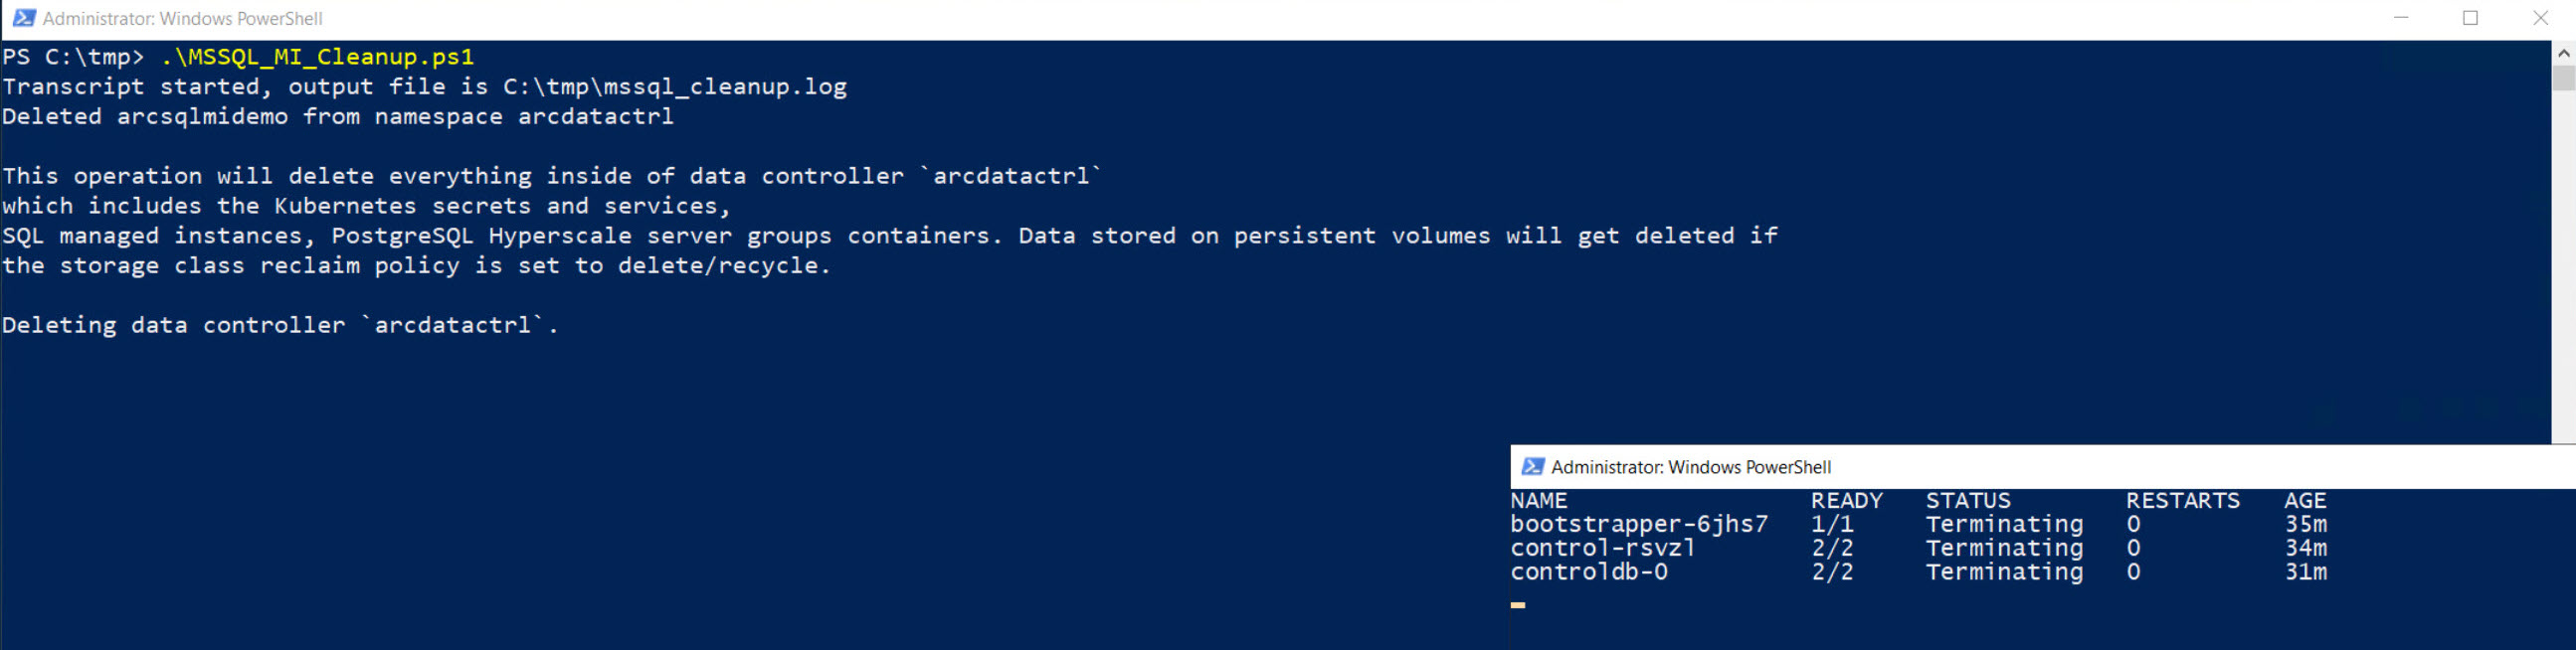 Administrator: Windows PowerShell
PS C:\tmp> .\MSSQL_MI_Cleanup.ps1
Transcript started, output file is C:\tmp\mssql_cleanup.log
Deleted arcsqlmidemo from namespace arcdatactrl
This operation will delete everything inside of data controller `arcdatactrl`
which includes the Kubernetes secrets and services,
SQL managed instances, PostgreSQL Hyperscale server groups containers. Data stored on persistent volumes will get deleted if
the storage class reclaim policy is set to delete/recycle.
Deleting data controller `arcdatactrl`.
Administrator: Windows PowerShell
NAME READY STATUS RESTARTS AGE
bootstrapper-6jhs7 1/1 Terminating 0 35m
control-rsvzl 2/2 Terminating 0 34m
controldb-0 2/2 Terminating 0 31m